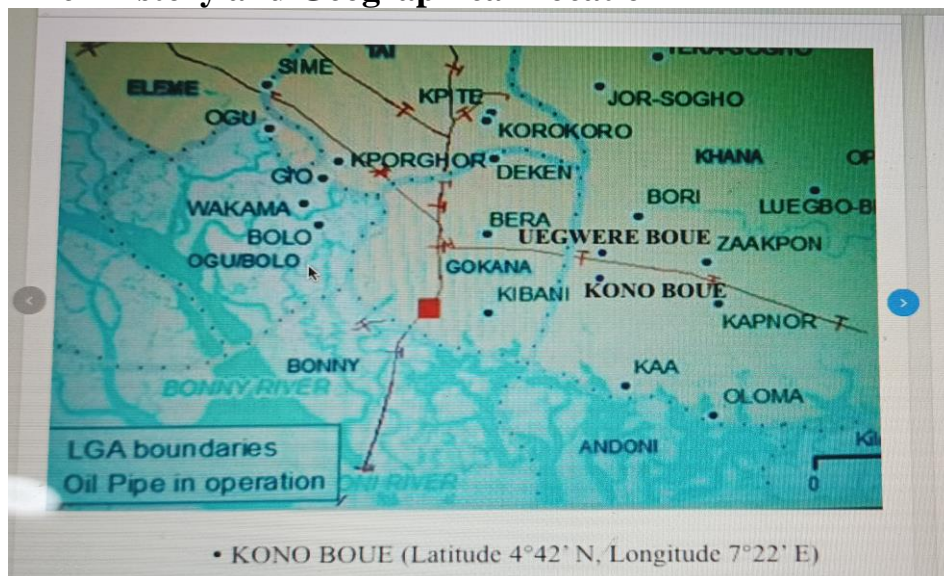 TAI
SIME
ELEME
KPITE
JOR-SOGHO
OGU
KOROKORO
KPORGHOR
KHANA
OP
GIO
DEKEN
BORI
WAKAMA
LUEGBO-B
BERA
BOLO
UEGWERE BOUE
ZAAKPON
OGU/BOLO
GOKANA
KIBANI
KONO BOUE
KAPNOR
BONNY
KAA
BONNY RIVER
OLOMA
LGA boundaries
ANDONI
Oil Pipe in operation
RIVER
0
• KONO BOUE (Latitude 4°42’ N, Longitude 7°22’ E)